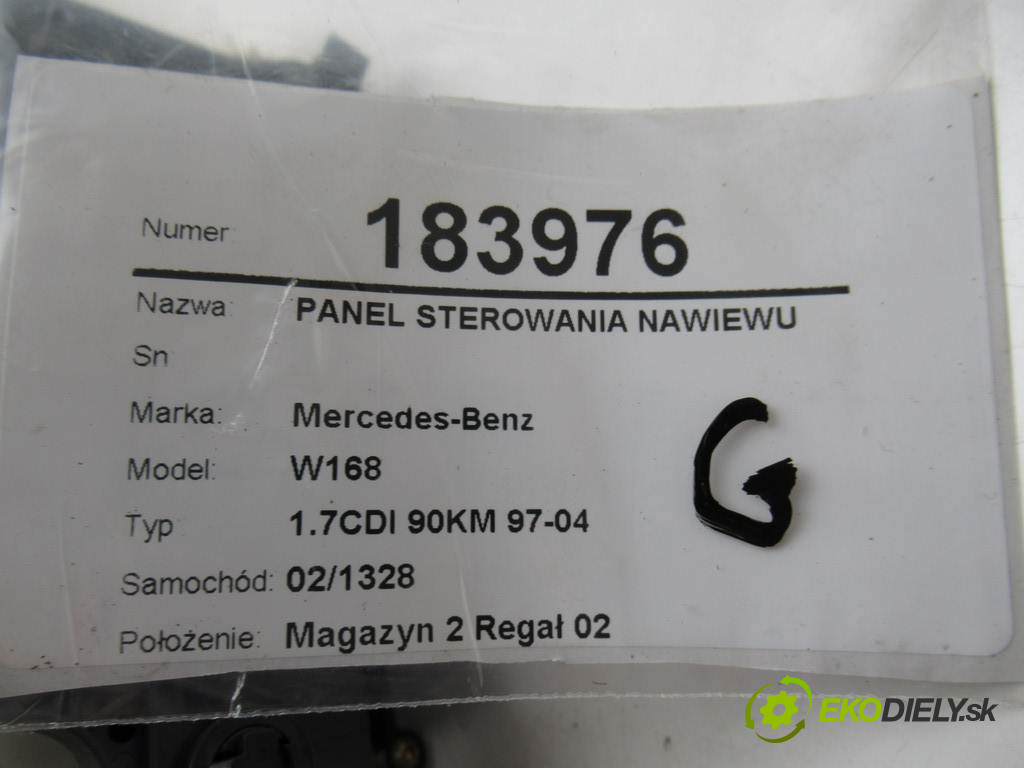 Numer 183976
Nazwa: PANEL STEROWANIA NAWIEWU
Sn
Marka: Mercedes-Benz
Model: W168
Typ 1.7CDI 90KM 97-04
Samochód: 02/1328
Położenie: Magazyn 2 Regał 02
G
EKODIELY.sk